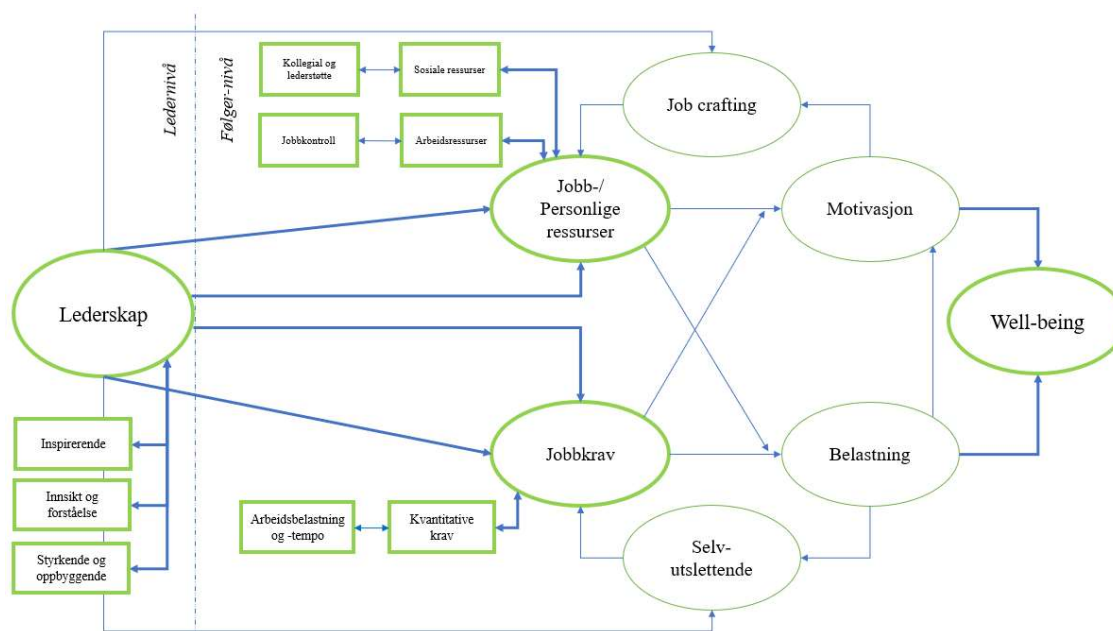 Ledernivå
Følger-nivå
Kollegial og
lederstøtte
Sosiale ressurser
Jobbkontroll
Arbeidsressurser
Job crafting
Jobb-/
Personlige
ressurser
Motivasjon
Lederskap
Well-being
Inspirerende
Innsikt og
forståelse
Styrkende og
oppbyggende
Jobbkrav
Belastning
Arbeidsbelastning
og -tempo
Kvantitative
krav
Selv-
utslettende